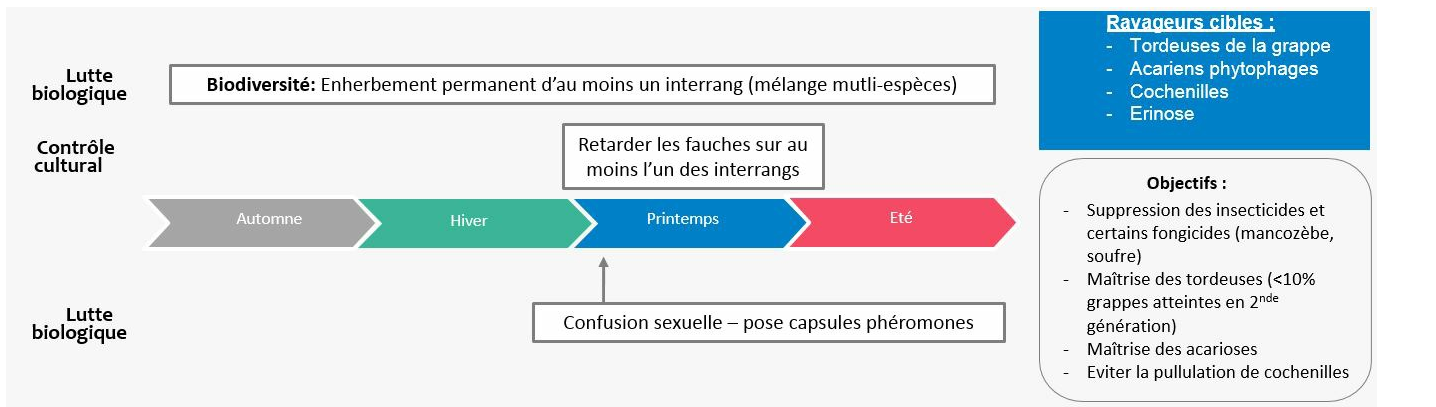 Lutte
biologique
Biodiversité: Enherbement permanent d’au moins un interrang (mélange mutli-espèces)
Contrôle
cultural
Retarder les fauches sur au
moins l’un des interrangs
Automne
Hiver
Printemps
Eté
Lutte
biologique
Confusion sexuelle – pose capsules phéromones
Ravageurs cibles :
- Tordeuses de la grappe
- Acariens phytophages
- Cochenilles
- Erinose
Objectifs :
- Suppression des insecticides et
certains fongicides (mancozèbe,
soufre)
- Maîtrise des tordeuses (<10%
grappes atteintes en 2nde
génération)
- Maîtrise des acarioses
- Eviter la pullulation de cochenilles